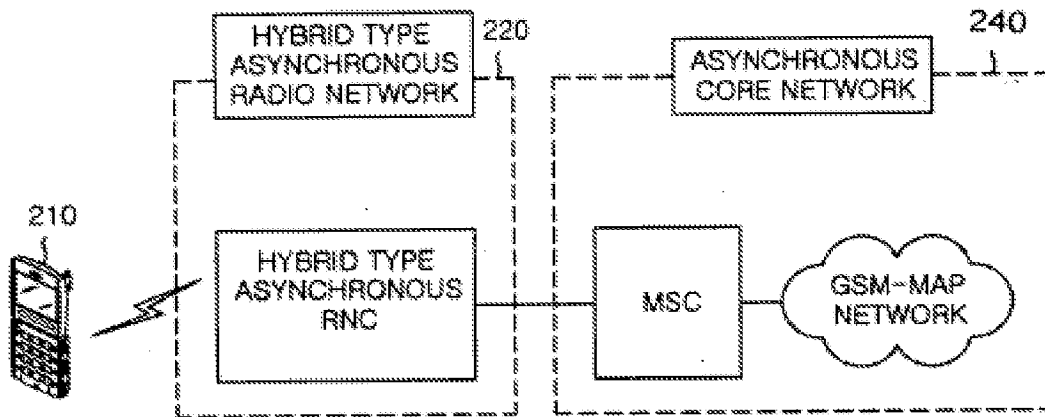 HYBRID TYPE
ASYNCHRONOUS
RADIO NETWORK
220
ASYNCHRONOUS
CORE NETWORK
240
210
HYBRID TYPE
ASYNCHRONOUS
RNC
MSC
GSM-MAP
NETWORK